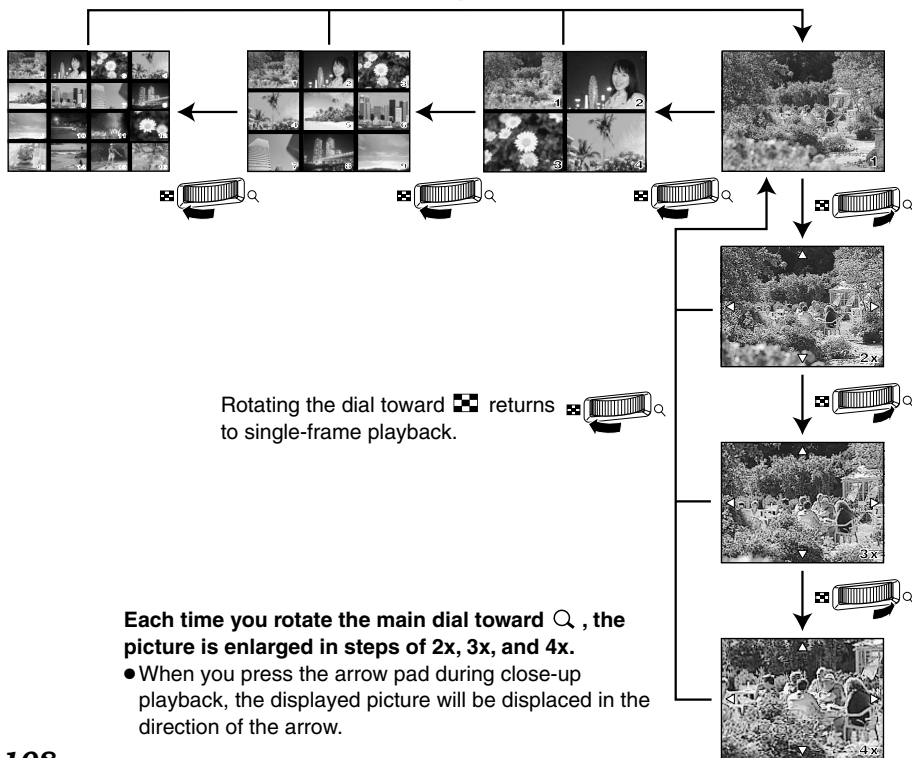 1 2 3 4
1
2x
Rotating the dial toward returns
to single-frame playback.
3x
Each time you rotate the main dial toward , the
picture is enlarged in steps of 2x, 3x, and 4x.
●When you press the arrow pad during close-up
playback, the displayed picture will be displaced in the
direction of the arrow.
4x